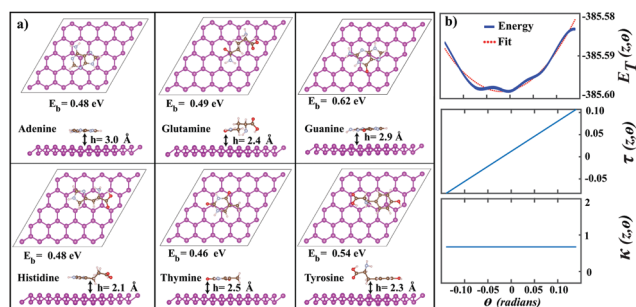 a)
E_b = 0.48 eV
Adenine
h= 3.0 Å
E_b = 0.49 eV
Glutamine
h= 2.4 Å
E_b = 0.62 eV
Guanine
h= 2.9 Å
E_b = 0.48 eV
Histidine
h= 2.1 Å
E_b = 0.46 eV
Thymine
h= 2.5 Å
E_b = 0.54 eV
Tyrosine
h= 2.3 Å
b)
Energy
Fit
-385.58
-385.59
-385.60
E_T (z,o)
0.10
0.05
0
-0.05
τ (z,o)
2
1
0
K (z,o)
-0.10 -0.05 0 0.05 0.10
θ (radians)